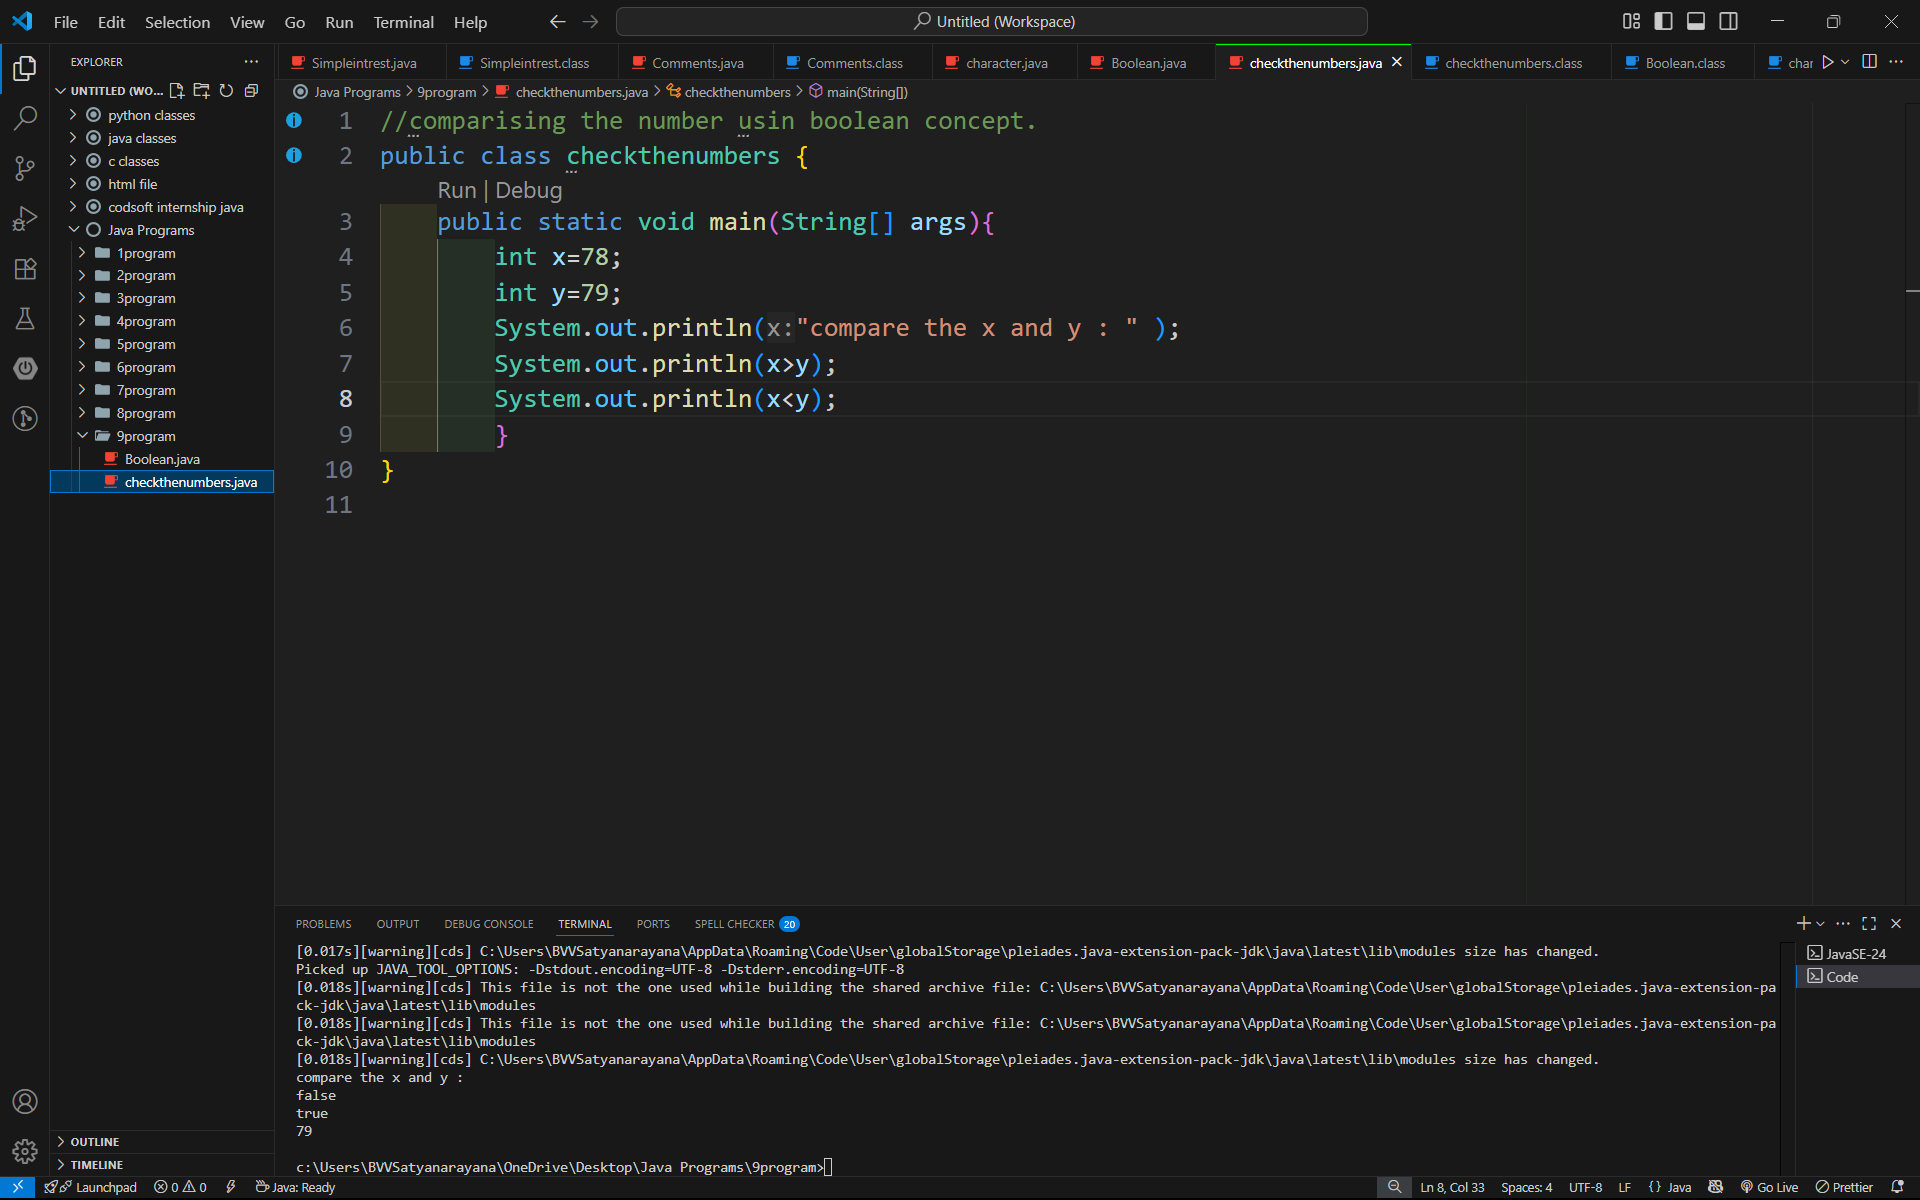 File Edit Selection View Go Run Terminal Help
Untitled (Workspace)
EXPLORER
UNTITLED (WO...
python classes
java classes
c classes
html file
codsoft internship java
Java Programs
1program
2program
3program
4program
5program
6program
7program
8program
9program
Boolean.java
checkthenumbers.java
OUTLINE
TIMELINE
Simpleintrest.java Simpleintrest.class Comments.java Comments.class character.java Boolean.java checkthenumbers.java checkthenumbers.class Boolean.class char
Java Programs > 9program > checkthenumbers.java > checkthenumbers > main(String[])
1 //comparising the number usin boolean concept.
2 public class checkthenumbers {
Run | Debug
3 public static void main(String[] args){
4 int x=78;
5 int y=79;
6 System.out.println(x:"compare the x and y : " );
7 System.out.println(x>y);
8 System.out.println(x<y);
9 }
10 }
11
PROBLEMS OUTPUT DEBUG CONSOLE TERMINAL PORTS SPELL CHECKER 20
[0.017s][warning][cds] C:\Users\BVVSatyanarayana\AppData\Roaming\Code\User\globalStorage\pleiades.java-extension-pack-jdk\java\latest\lib\modules size has changed.
Picked up JAVA_TOOL_OPTIONS: -Dstdout.encoding=UTF-8 -Dstderr.encoding=UTF-8
[0.018s][warning][cds] This file is not the one used while building the shared archive file: C:\Users\BVVSatyanarayana\AppData\Roaming\Code\User\globalStorage\pleiades.java-extension-pa
ck-jdk\java\latest\lib\modules
[0.018s][warning][cds] This file is not the one used while building the shared archive file: C:\Users\BVVSatyanarayana\AppData\Roaming\Code\User\globalStorage\pleiades.java-extension-pa
ck-jdk\java\latest\lib\modules
[0.018s][warning][cds] C:\Users\BVVSatyanarayana\AppData\Roaming\Code\User\globalStorage\pleiades.java-extension-pack-jdk\java\latest\lib\modules size has changed.
compare the x and y :
false
true
79
c:\Users\BVVSatyanarayana\OneDrive\Desktop\Java Programs\9program>
JavaSE-24
Code
Launchpad 0 0 Java: Ready
Ln 8, Col 33 Spaces: 4 UTF-8 LF {} Java Go Live Prettier